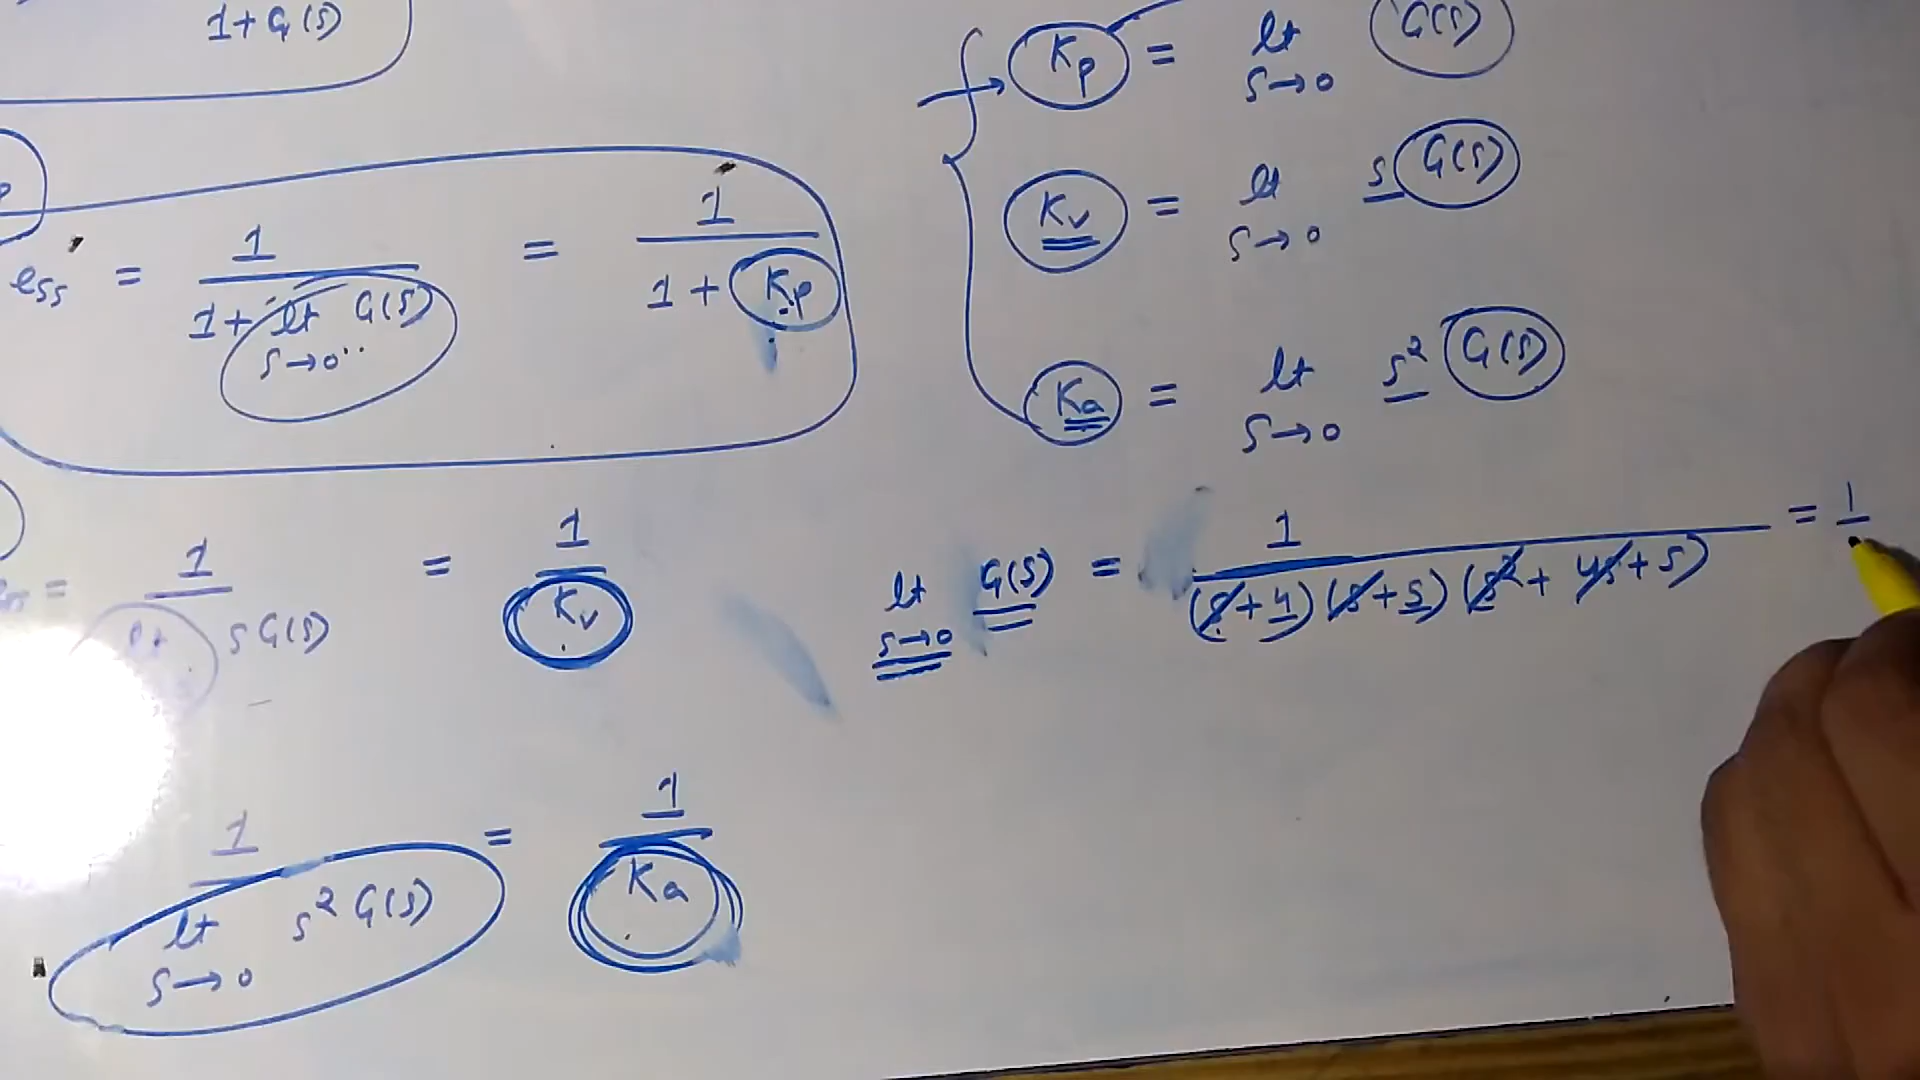 1+G(s)
Kp = lt G(s)
s→0
Kv = lt s G(s)
s→0
Ka = lt s² G(s)
s→0
ess = 1 = 1
1+ lt G(s) 1 + Kp
s→0
= 1 = 1
lt s G(s) Kv
lt G(s) = 1 = 1
s→0 (s+4)(s+5)(s²+4s+5)
1 = 1
lt s² G(s) Ka
s→0